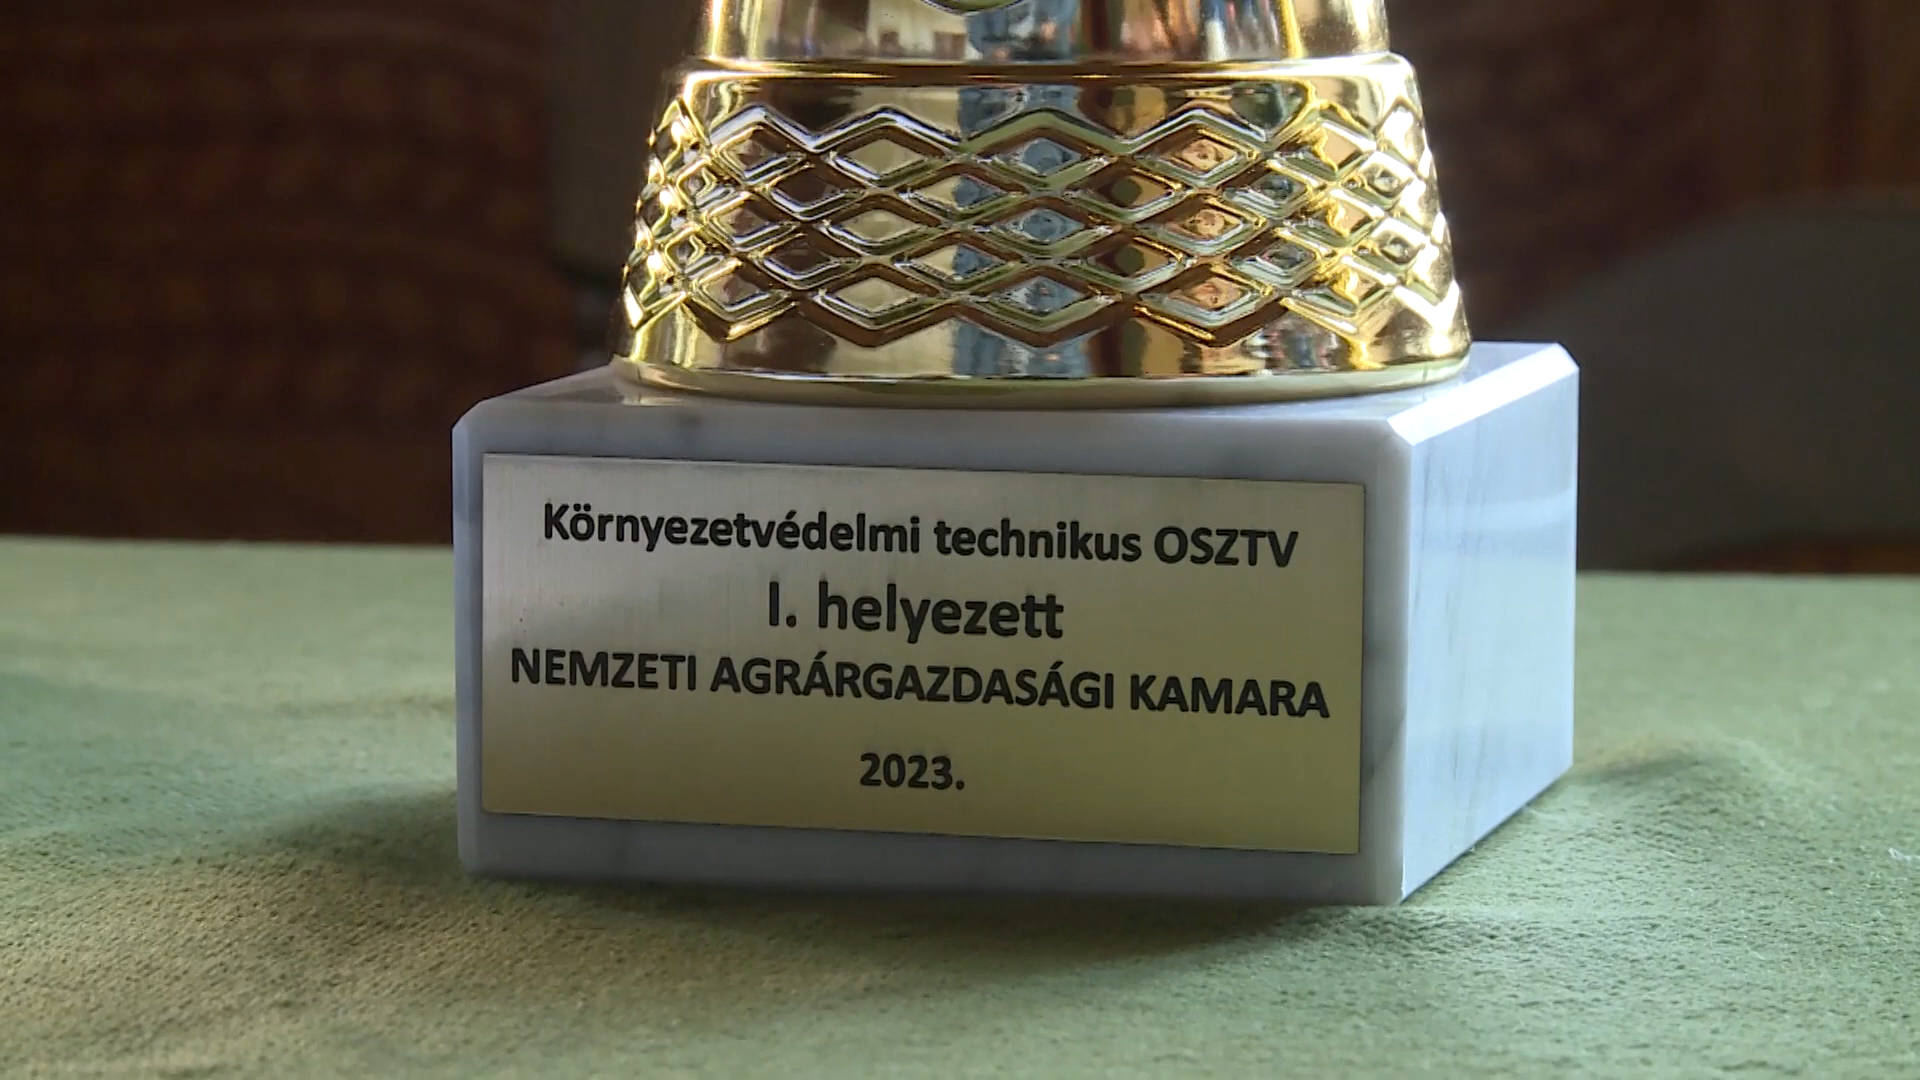 Környezetvédelmi technikus OSZTV
I. helyezett
NEMZETI AGRÁRGAZDASÁGI KAMARA
2023.